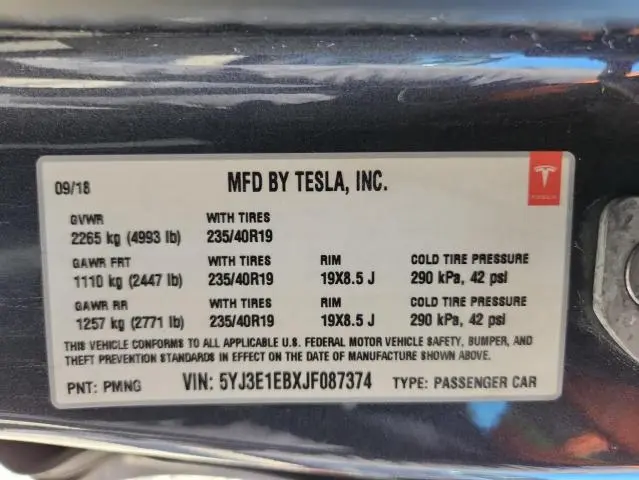 09/18 MFD BY TESLA, INC.
TESLA
GVWR WITH TIRES
2265 kg (4993 lb) 235/40R19
GAWR FRT WITH TIRES RIM COLD TIRE PRESSURE
1110 kg (2447 lb) 235/40R19 19X8.5 J 290 kPa, 42 psi
GAWR RR WITH TIRES RIM COLD TIRE PRESSURE
1257 kg (2771 lb) 235/40R19 19X8.5 J 290 kPa, 42 psi
THIS VEHICLE CONFORMS TO ALL APPLICABLE U.S. FEDERAL MOTOR VEHICLE SAFETY, BUMPER, AND
THEFT PREVENTION STANDARDS IN EFFECT ON THE DATE OF MANUFACTURE SHOWN ABOVE.
PNT: PMNG VIN: 5YJ3E1EBXJF087374 TYPE: PASSENGER CAR